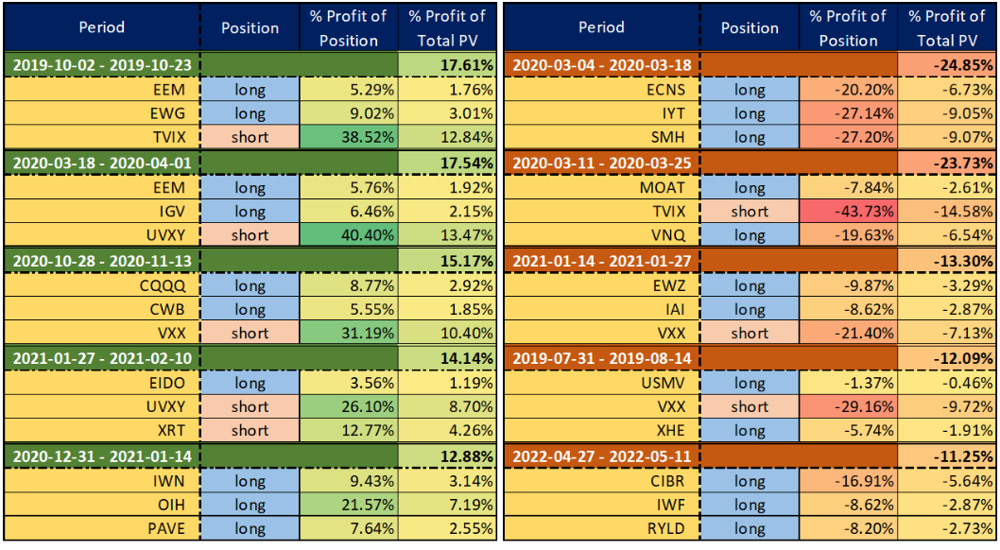 Period Position % Profit of Position % Profit of Total PV
2019-10-02 - 2019-10-23 17.61%
EEM long 5.29% 1.76%
EWG long 9.02% 3.01%
TVIX short 38.52% 12.84%
2020-03-18 - 2020-04-01 17.54%
EEM long 5.76% 1.92%
IGV long 6.46% 2.15%
UVXY short 40.40% 13.47%
2020-10-28 - 2020-11-13 15.17%
CQQQ long 8.77% 2.92%
CWB long 5.55% 1.85%
VXX short 31.19% 10.40%
2021-01-27 - 2021-02-10 14.14%
EIDO long 3.56% 1.19%
UVXY short 26.10% 8.70%
XRT short 12.77% 4.26%
2020-12-31 - 2021-01-14 12.88%
IWN long 9.43% 3.14%
OIH long 21.57% 7.19%
PAVE long 7.64% 2.55%
Period Position % Profit of Position % Profit of Total PV
2020-03-04 - 2020-03-18 -24.85%
ECNS long -20.20% -6.73%
IYT long -27.14% -9.05%
SMH long -27.20% -9.07%
2020-03-11 - 2020-03-25 -23.73%
MOAT long -7.84% -2.61%
TVIX short -43.73% -14.58%
VNQ long -19.63% -6.54%
2021-01-14 - 2021-01-27 -13.30%
EWZ long -9.87% -3.29%
IAI long -8.62% -2.87%
VXX short -21.40% -7.13%
2019-07-31 - 2019-08-14 -12.09%
USMV long -1.37% -0.46%
VXX short -29.16% -9.72%
XHE long -5.74% -1.91%
2022-04-27 - 2022-05-11 -11.25%
CIBR long -16.91% -5.64%
IWF long -8.62% -2.87%
RYLD long -8.20% -2.73%